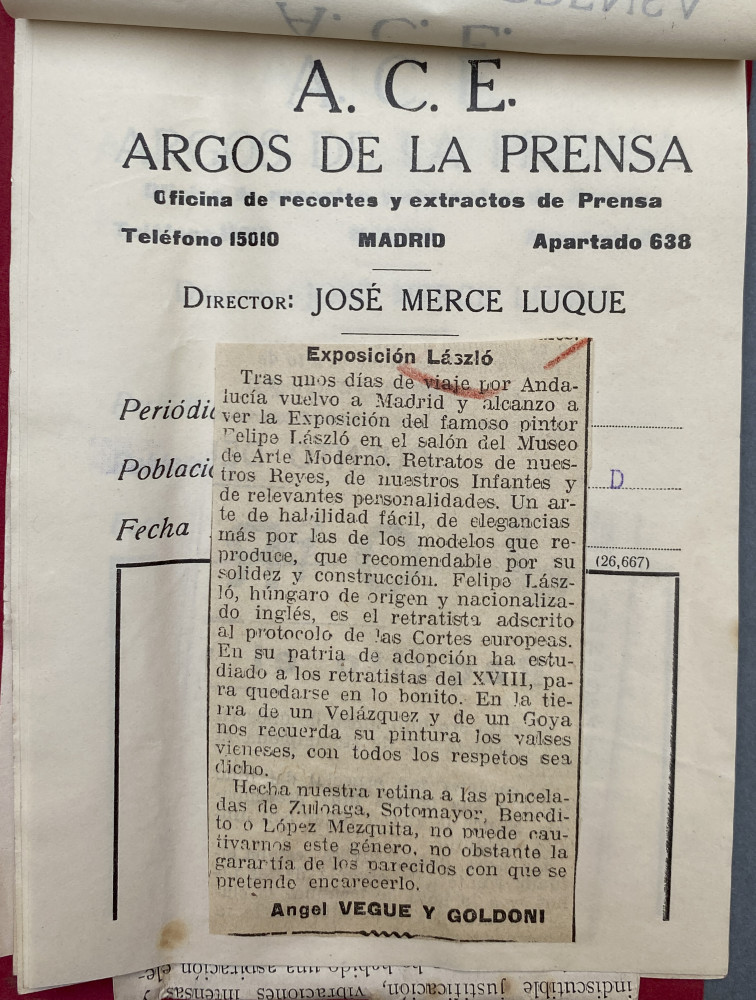 A. C. E.
ARGOS DE LA PRENSA
Oficina de recortes y extractos de Prensa
Teléfono 15010 MADRID Apartado 638
DIRECTOR: JOSÉ MERCE LUQUE
Exposición László
Tras unos días de viaje por Anda-
lucía vuelvo a Madrid y alcanzo a
ver la Exposición del famoso pintor
Felipe László en el salón del Museo
de Arte Moderno. Retratos de nues-
tros Reyes, de nuestros Infantes y
de relevantes personalidades. Un ar-
te de habilidad fácil, de elegancias
más por las de los modelos que re-
produce, que recomendable por su
solidez y construcción. Felipe Lász-
ló, húngaro de origen y nacionaliza-
do inglés, es el retratista adscrito
al protocolo de las Cortes europeas.
En su patria de adopción ha estu-
diado a los retratistas del XVIII, pa-
ra quedarse en lo bonito. En la tie-
rra de un Velázquez y de un Goya
nos recuerda su pintura los valses
vieneses, con todos los respetos sea
dicho.
Hecha nuestra retina a las pincela-
das de Zuloaga, Sotomayor, Benedi-
to o López Mezquita, no puede cau-
tivarnos este género, no obstante la
garartía de los parecidos con que se
pretende encarecerlo.
Angel VEGUE Y GOLDONI
Periódic
Població
D
Fecha
(26,667)
indiscutible justificación, vibraciones intensas y